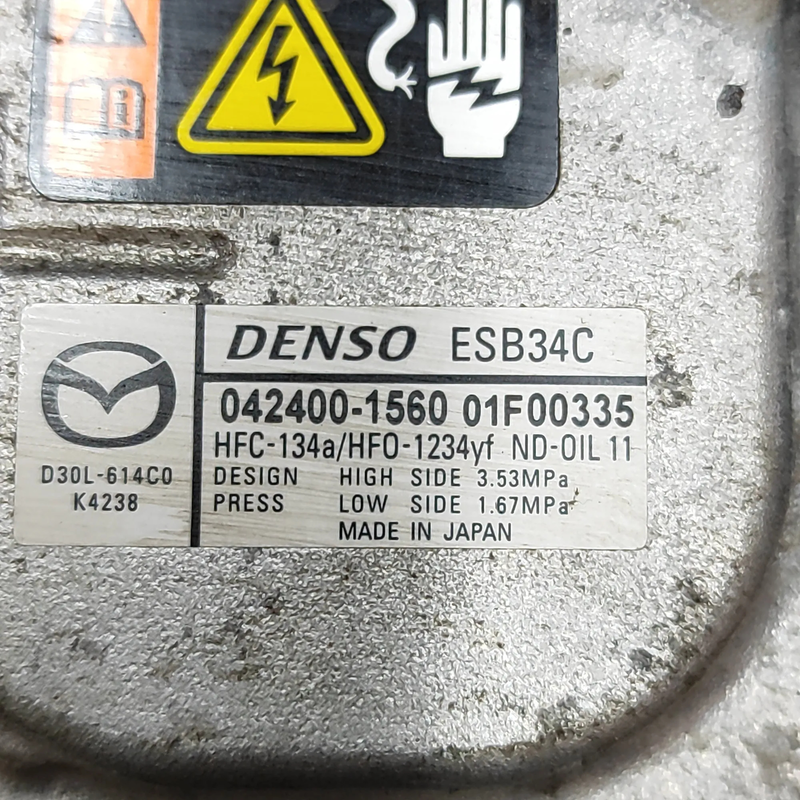 DENSO ESB34C
042400-1560 01F00335
HFC-134a/HFO-1234yf ND-OIL 11
D30L-614C0
K4238
DESIGN HIGH SIDE 3.53MPa
PRESS LOW SIDE 1.67MPa
MADE IN JAPAN